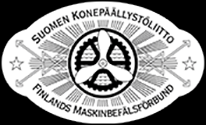 SUOMEN KONEPÄÄLLYSTÖLIITTO
FINLANDS MASKINBEFÄLSFÖRBUND